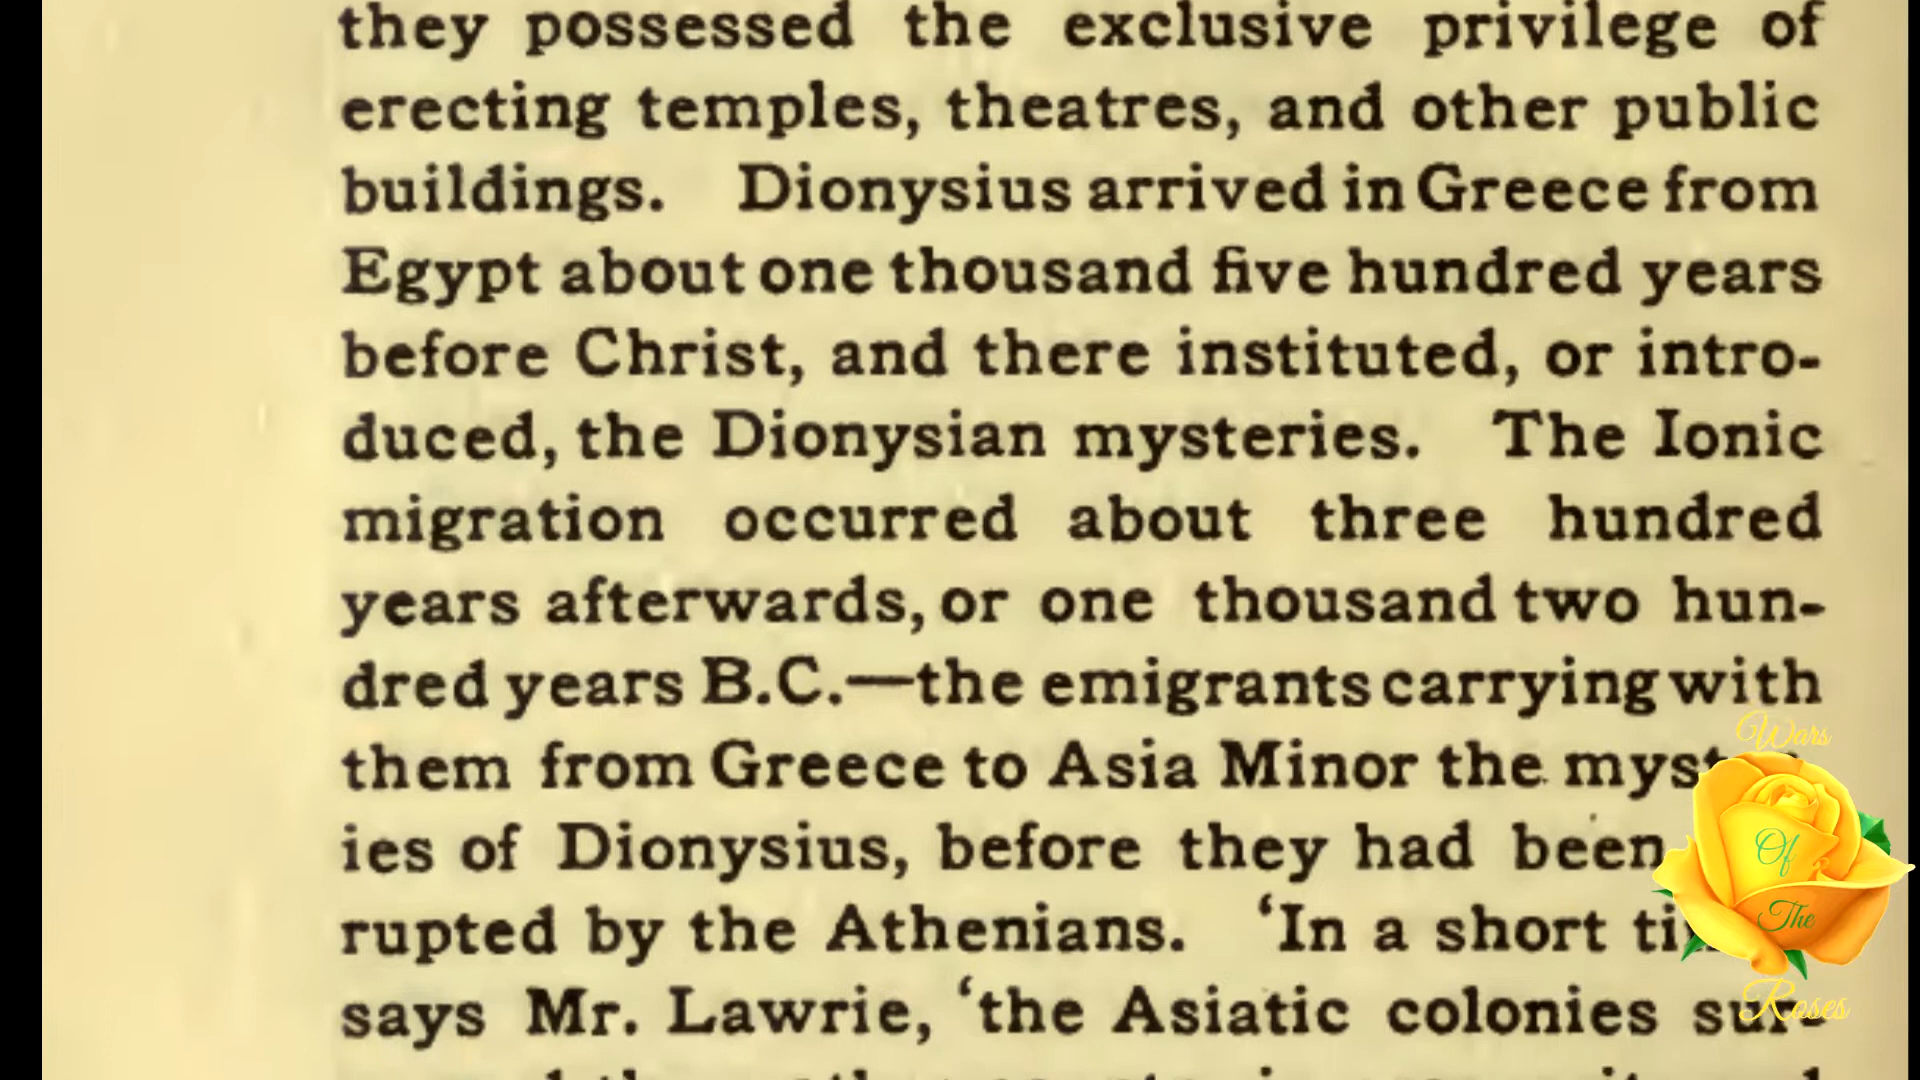 they possessed the exclusive privilege of
erecting temples, theatres, and other public
buildings. Dionysius arrived in Greece from
Egypt about one thousand five hundred years
before Christ, and there instituted, or intro-
duced, the Dionysian mysteries. The Ionic
migration occurred about three hundred
years afterwards, or one thousand two hun-
dred years B.C.—the emigrants carrying with
them from Greece to Asia Minor the
ies of Dionysius, before they had been
rupted by the Athenians. 'In a short
says Mr. Lawrie, 'the Asiatic colonies sur-
Wars
Of
The
Roses